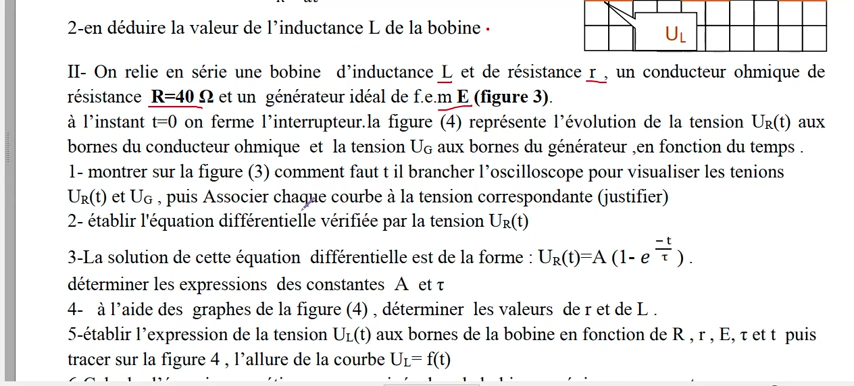 2-en déduire la valeur de l'inductance L de la bobine .
UL
II- On relie en série une bobine d'inductance L et de résistance r , un conducteur ohmique de
résistance R=40 Ω et un générateur idéal de f.e.m E (figure 3).
à l'instant t=0 on ferme l'interrupteur.la figure (4) représente l'évolution de la tension UR(t) aux
bornes du conducteur ohmique et la tension UG aux bornes du générateur ,en fonction du temps .
1- montrer sur la figure (3) comment faut t il brancher l'oscilloscope pour visualiser les tenions
UR(t) et UG , puis Associer chaque courbe à la tension correspondante (justifier)
2- établir l'équation différentielle vérifiée par la tension UR(t)
3-La solution de cette équation différentielle est de la forme : UR(t)=A (1- e^(-t/τ) ) .
déterminer les expressions des constantes A et τ
4- à l'aide des graphes de la figure (4) , déterminer les valeurs de r et de L .
5-établir l'expression de la tension UL(t) aux bornes de la bobine en fonction de R , r , E, τ et t puis
tracer sur la figure 4 , l'allure de la courbe UL= f(t)